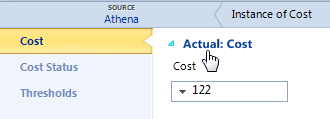 SOURCE
Athena
Instance of Cost
Cost
Cost Status
Thresholds
Actual: Cost
Cost
122